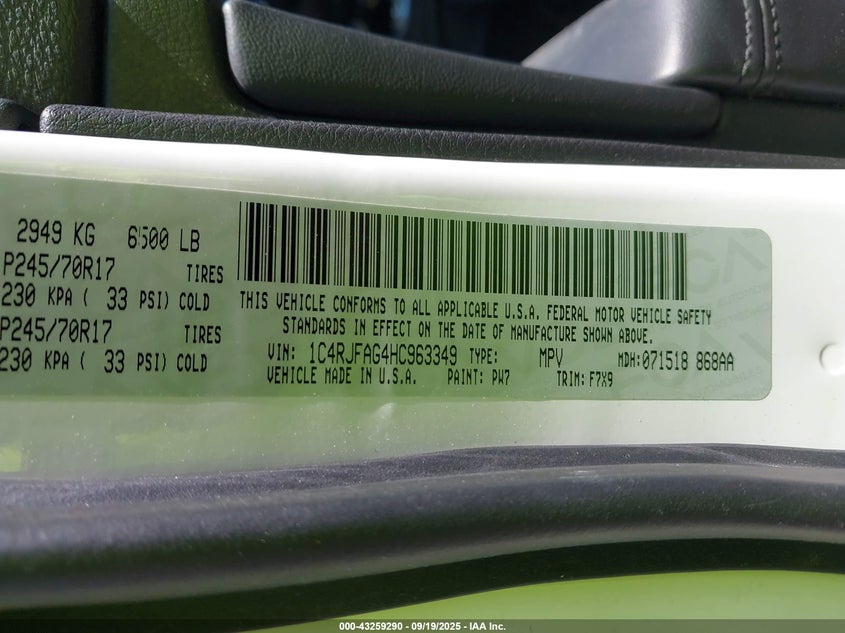 2949 KG 6500 LB
P245/70R17 TIRES
230 KPA ( 33 PSI) COLD
P245/70R17 TIRES
230 KPA ( 33 PSI) COLD
THIS VEHICLE CONFORMS TO ALL APPLICABLE U.S.A. FEDERAL MOTOR VEHICLE SAFETY
STANDARDS IN EFFECT ON THE DATE OF MANUFACTURE SHOWN ABOVE.
VIN: 1C4RJFAG4HC963349 TYPE: MPV MDH:071518 868AA
VEHICLE MADE IN U.S.A. PAINT: PW7 TRIM: F7X9
000-43259290 - 09/19/2025 - IAA Inc.